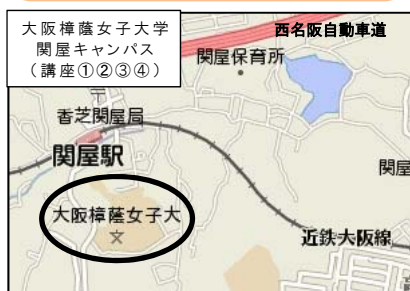 大阪樟蔭女子大学
関屋キャンパス
（講座①②③④）
西名阪自動車道
関屋保育所
香芝関屋局
関屋駅
関屋
大阪樟蔭女子大
近鉄大阪線